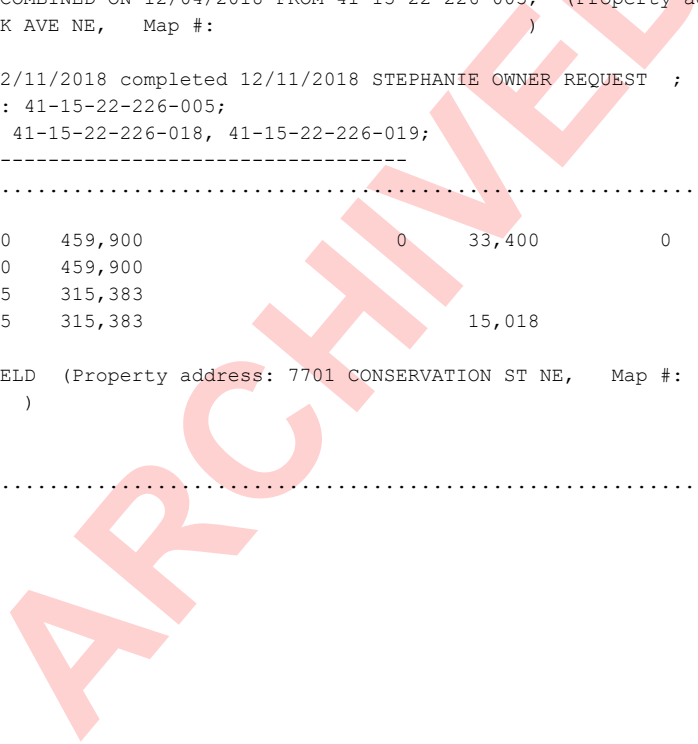 COMBINED ON 12/04/2018 FROM 41-15-22-226-005; (Property ad
K AVE NE, Map #: )
2/11/2018 completed 12/11/2018 STEPHANIE OWNER REQUEST ;
: 41-15-22-226-005;
41-15-22-226-018, 41-15-22-226-019;
----------------------------------
..........................................................
0 459,900 0 33,400 0
0 459,900
5 315,383
5 315,383 15,018
ELD (Property address: 7701 CONSERVATION ST NE, Map #:
)
..........................................................
ARCHIVED